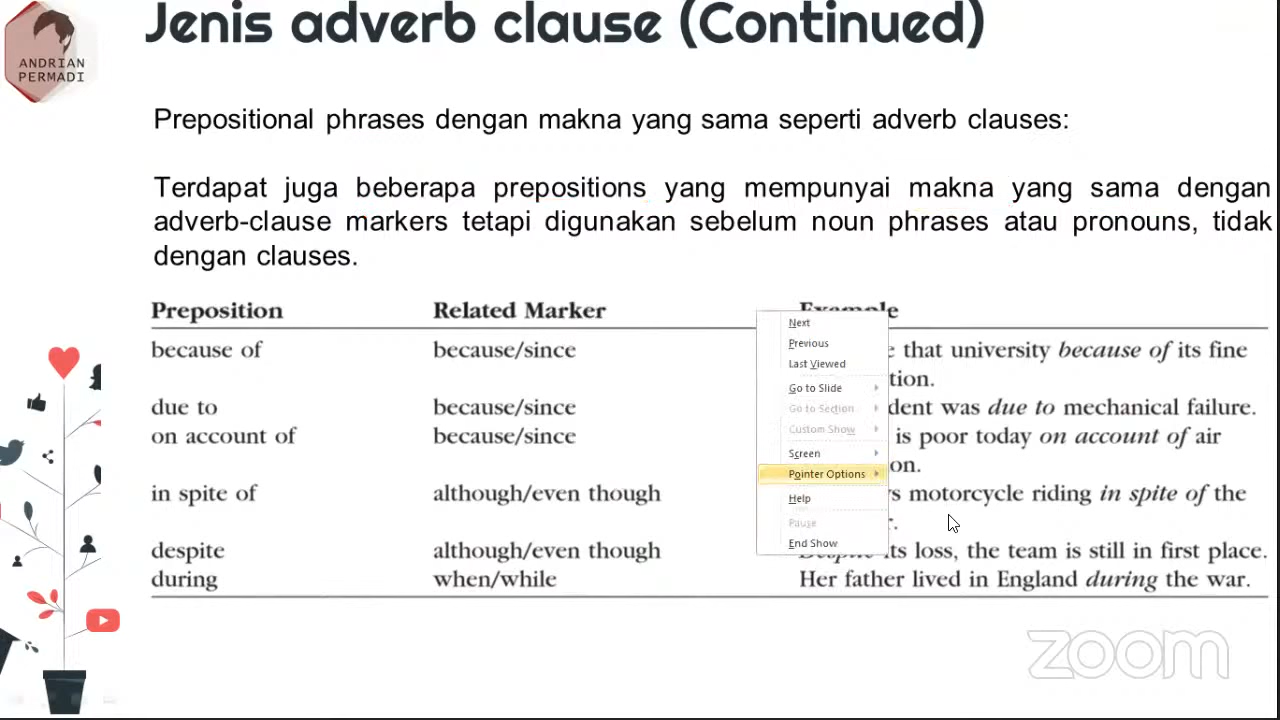 Jenis adverb clause (Continued)
ANDRIAN
PERMADI
Prepositional phrases dengan makna yang sama seperti adverb clauses:
Terdapat juga beberapa prepositions yang mempunyai makna yang sama dengan
adverb-clause markers tetapi digunakan sebelum noun phrases atau pronouns, tidak
dengan clauses.
Preposition Related Marker Example
because of because/since that university because of its fine
tion.
due to because/since dent was due to mechanical failure.
on account of because/since is poor today on account of air
on.
in spite of although/even though motorcycle riding in spite of the
despite although/even though Despite its loss, the team is still in first place.
during when/while Her father lived in England during the war.
Next
Previous
Last Viewed
Go to Slide
Go to Section
Custom Show
Screen
Pointer Options
Help
Pause
End Show
zoom